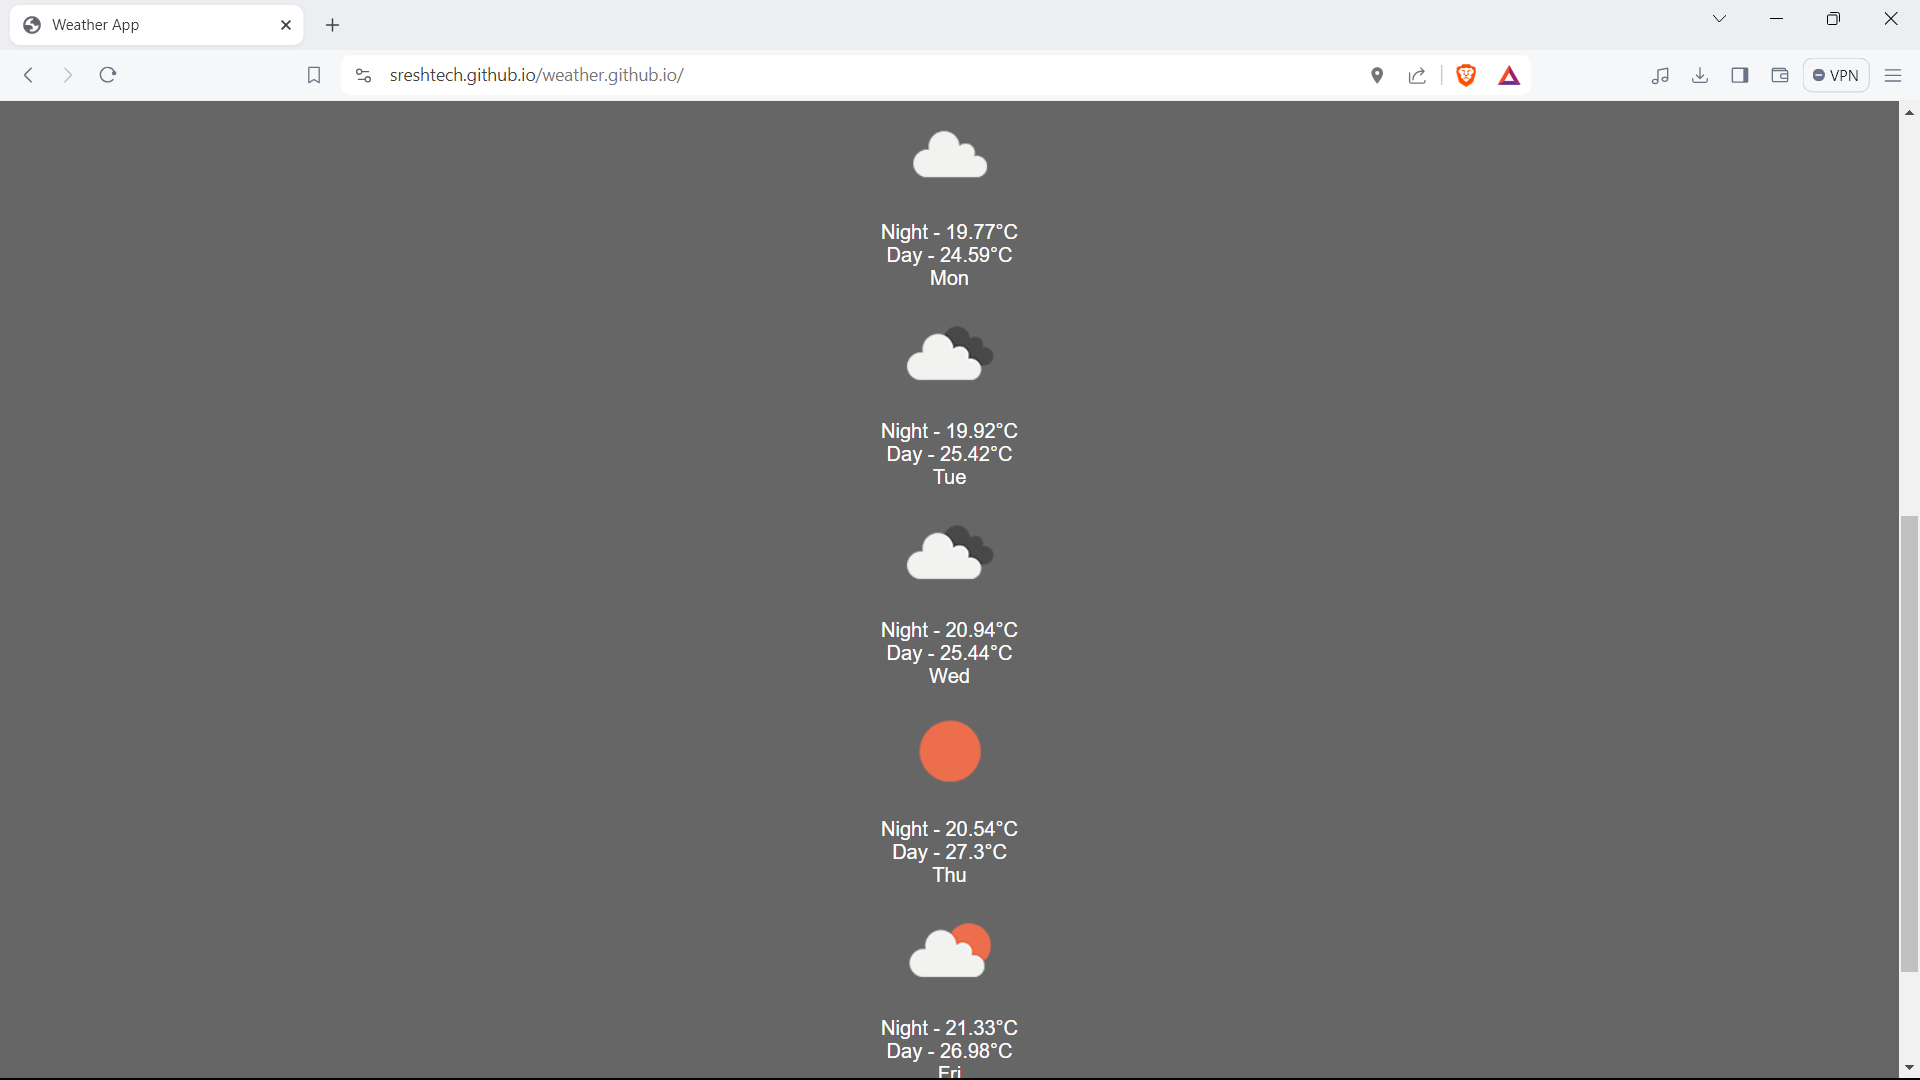 Weather App
sreshtech.github.io/weather.github.io/
VPN
Night - 19.77°C
Day - 24.59°C
Mon
Night - 19.92°C
Day - 25.42°C
Tue
Night - 20.94°C
Day - 25.44°C
Wed
Night - 20.54°C
Day - 27.3°C
Thu
Night - 21.33°C
Day - 26.98°C
Fri